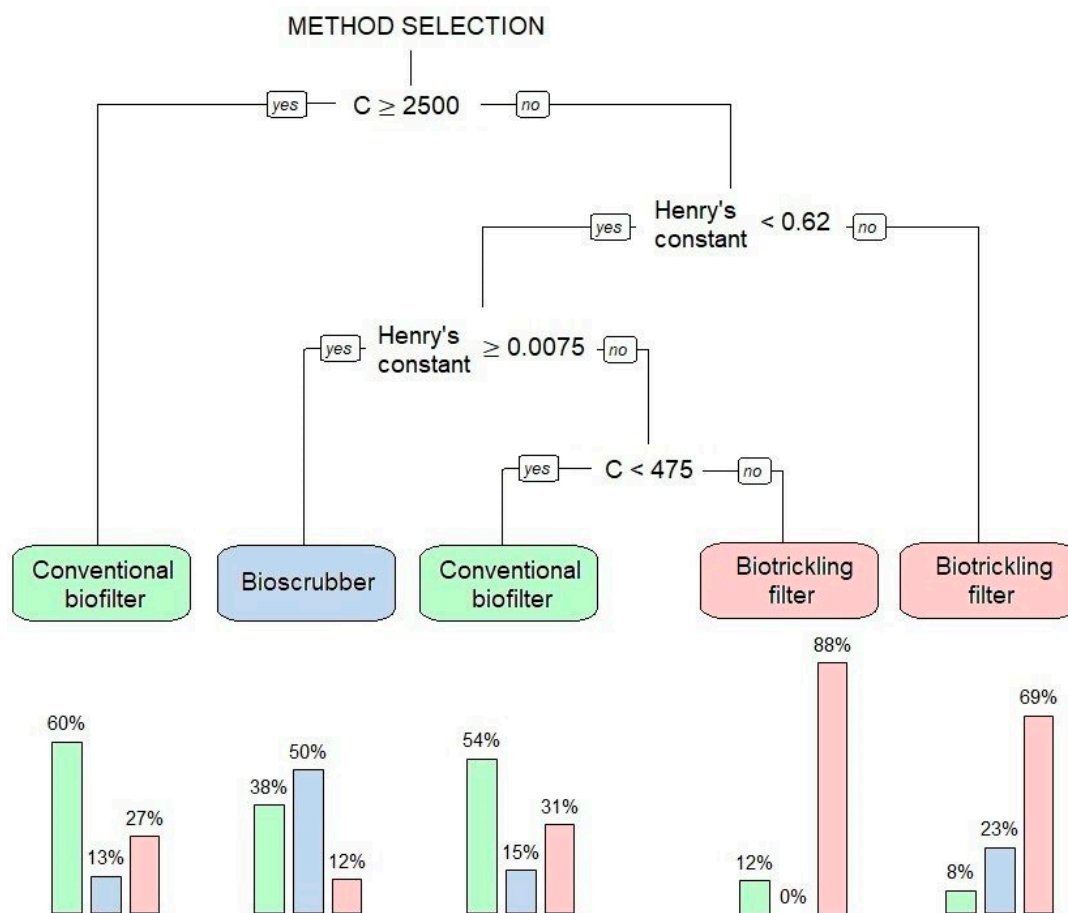 METHOD SELECTION
yes
C ≥ 2500
no
yes
Henry's
constant
< 0.62
no
yes
Henry's
constant
≥ 0.0075
no
yes
C < 475
no
Conventional
biofilter
Bioscrubber
Conventional
biofilter
Biotrickling
filter
Biotrickling
filter
60%
13%
27%
38%
50%
12%
54%
15%
31%
12%
0%
88%
8%
23%
69%